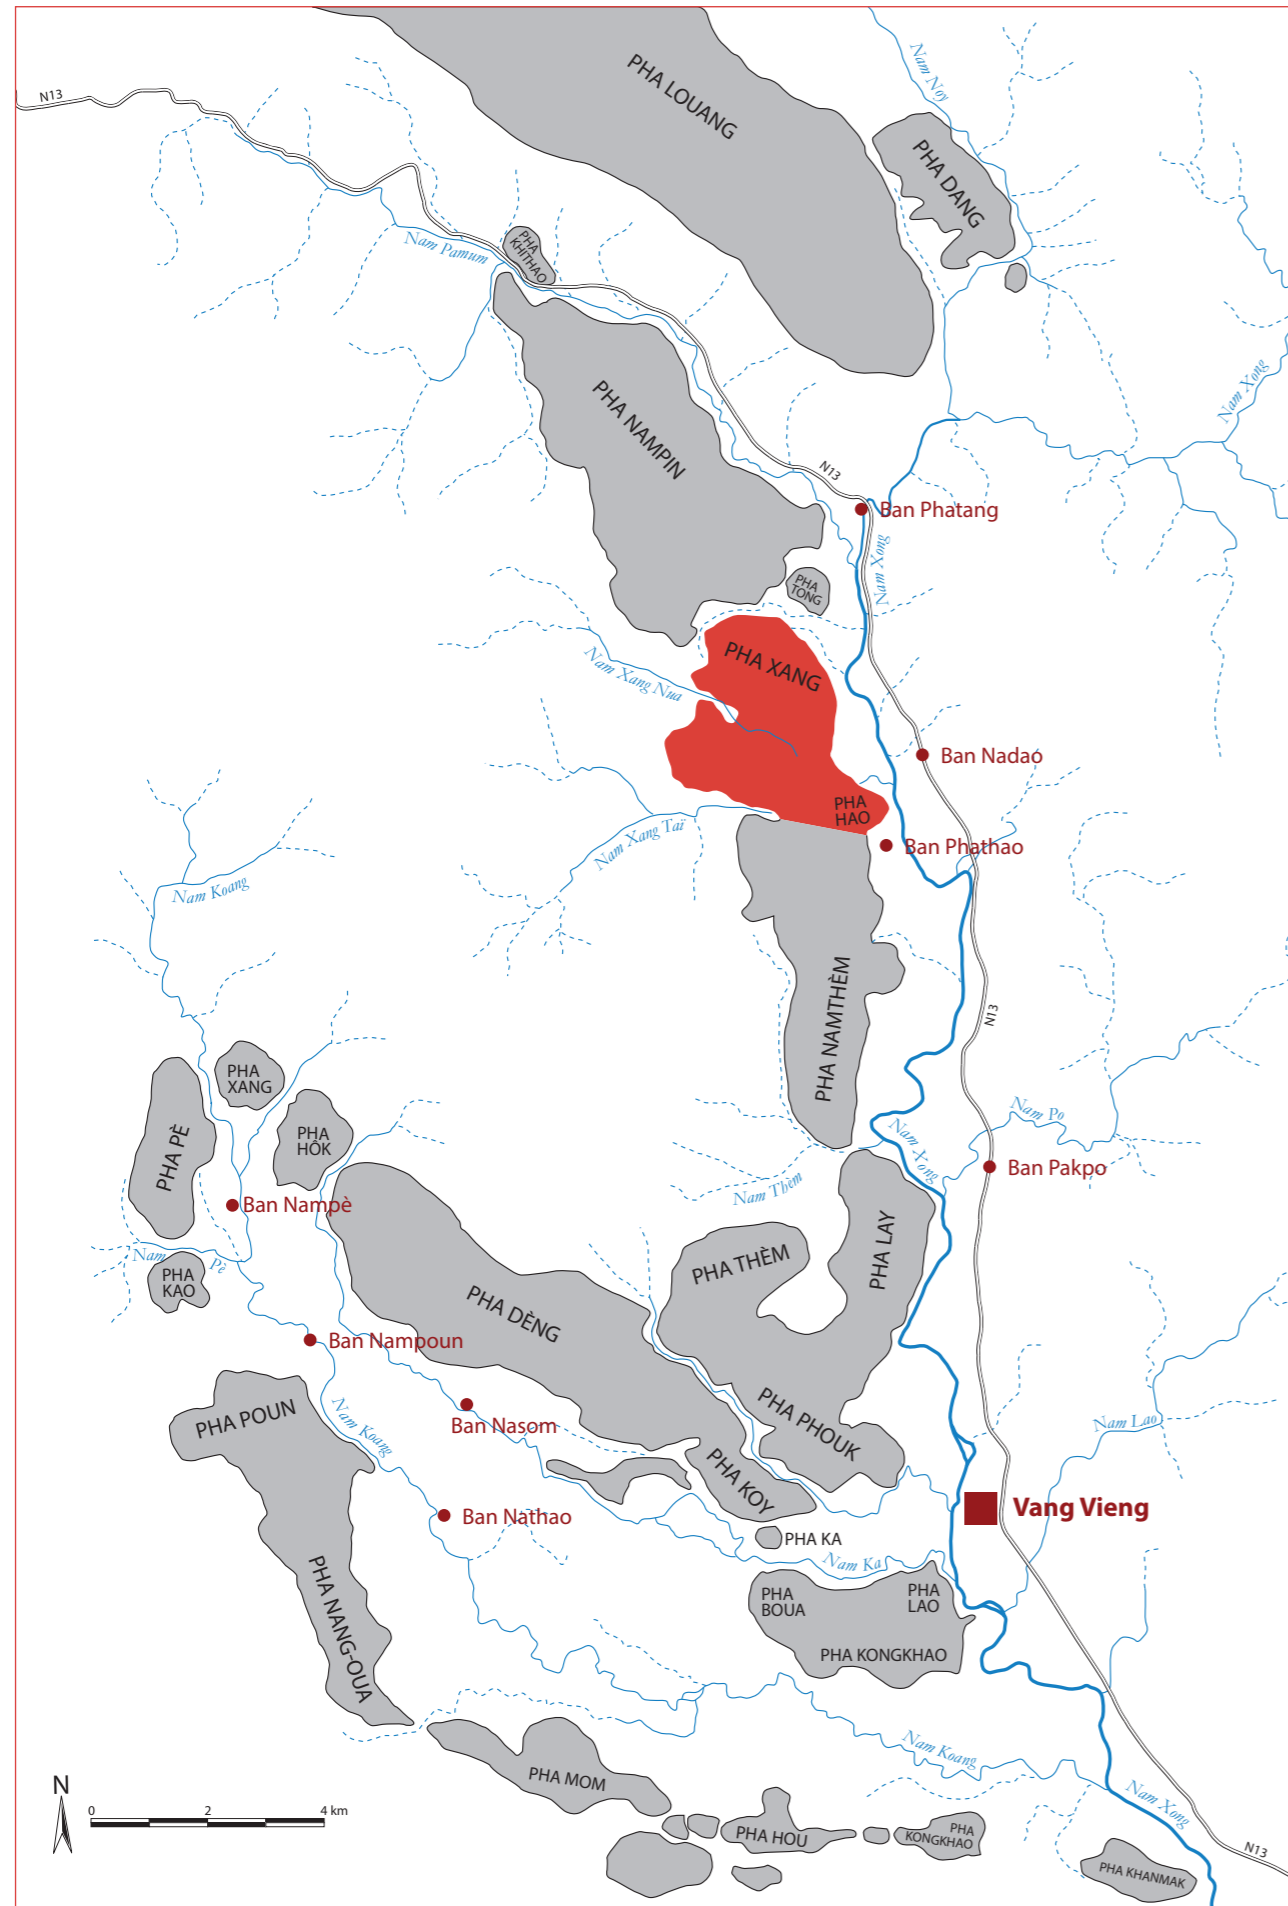 N13
PHA LOUANG
Nam Noy
PHA DANG
Nam Pamum
PHA
KHITHAO
PHA NAMPIN
Nam Xong
N13
Ban Phatang
Nam Xong
PHA
TONG
PHA XANG
Nam Xang Nua
Ban Nadao
PHA
HAO
Nam Xang Taï
Ban Phathao
Nam Koang
PHA NAMTHÈM
N13
PHA
XANG
PHA PÈ
PHA
HÔK
Nam Po
Nam Xong
Ban Pakpo
Nam Thèm
Ban Nampè
PHA LAY
Nam Pè
PHA THÈM
PHA
KAO
PHA DÈNG
Ban Nampoun
PHA POUN
Nam Koang
Ban Nasom
PHA PHOUK
Nam Lao
PHA KOY
Vang Vieng
Ban Nathao
PHA KA
Nam Ka
PHA NANG-OUA
PHA
BOUA
PHA
LAO
PHA KONGKHAO
Nam Koang
PHA MOM
Nam Xong
N
0 2 4 km
PHA HOU
PHA
KONGKHAO
N13
PHA KHANMAK